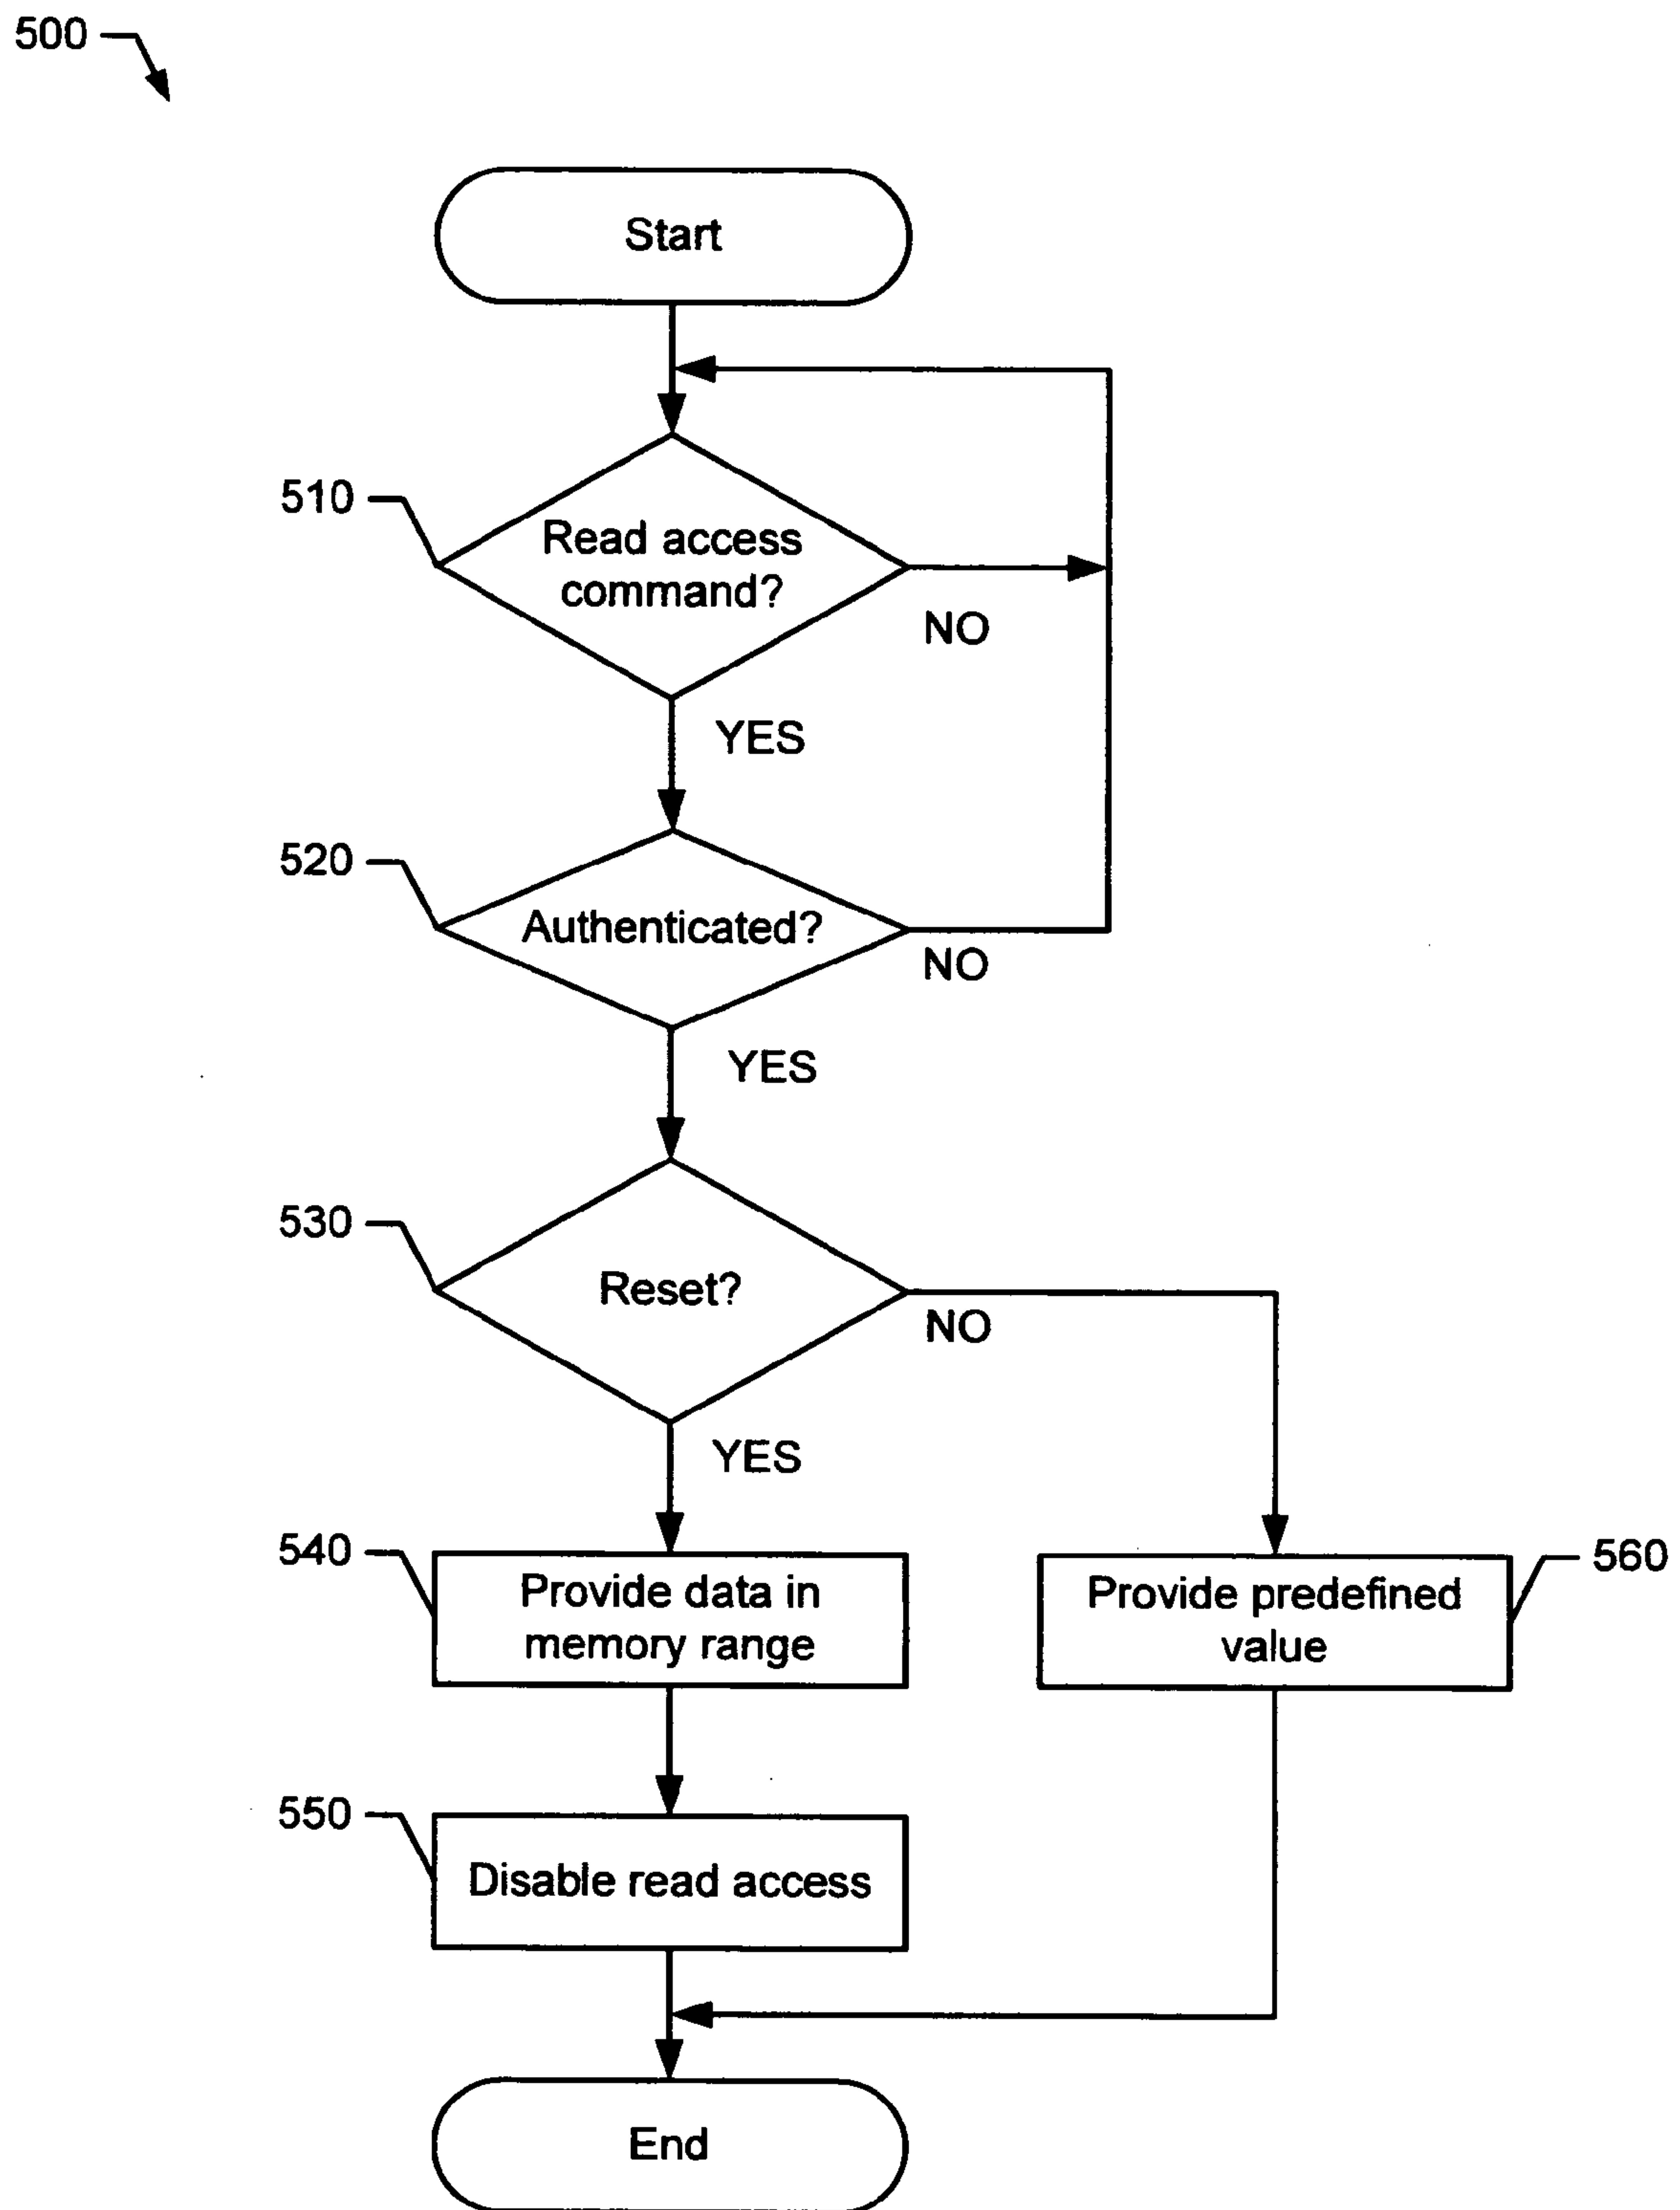 500
Start
510
Read access
command?
NO
YES
520
Authenticated?
NO
YES
530
Reset?
NO
YES
540
Provide data in
memory range
Provide predefined
value
560
550
Disable read access
End